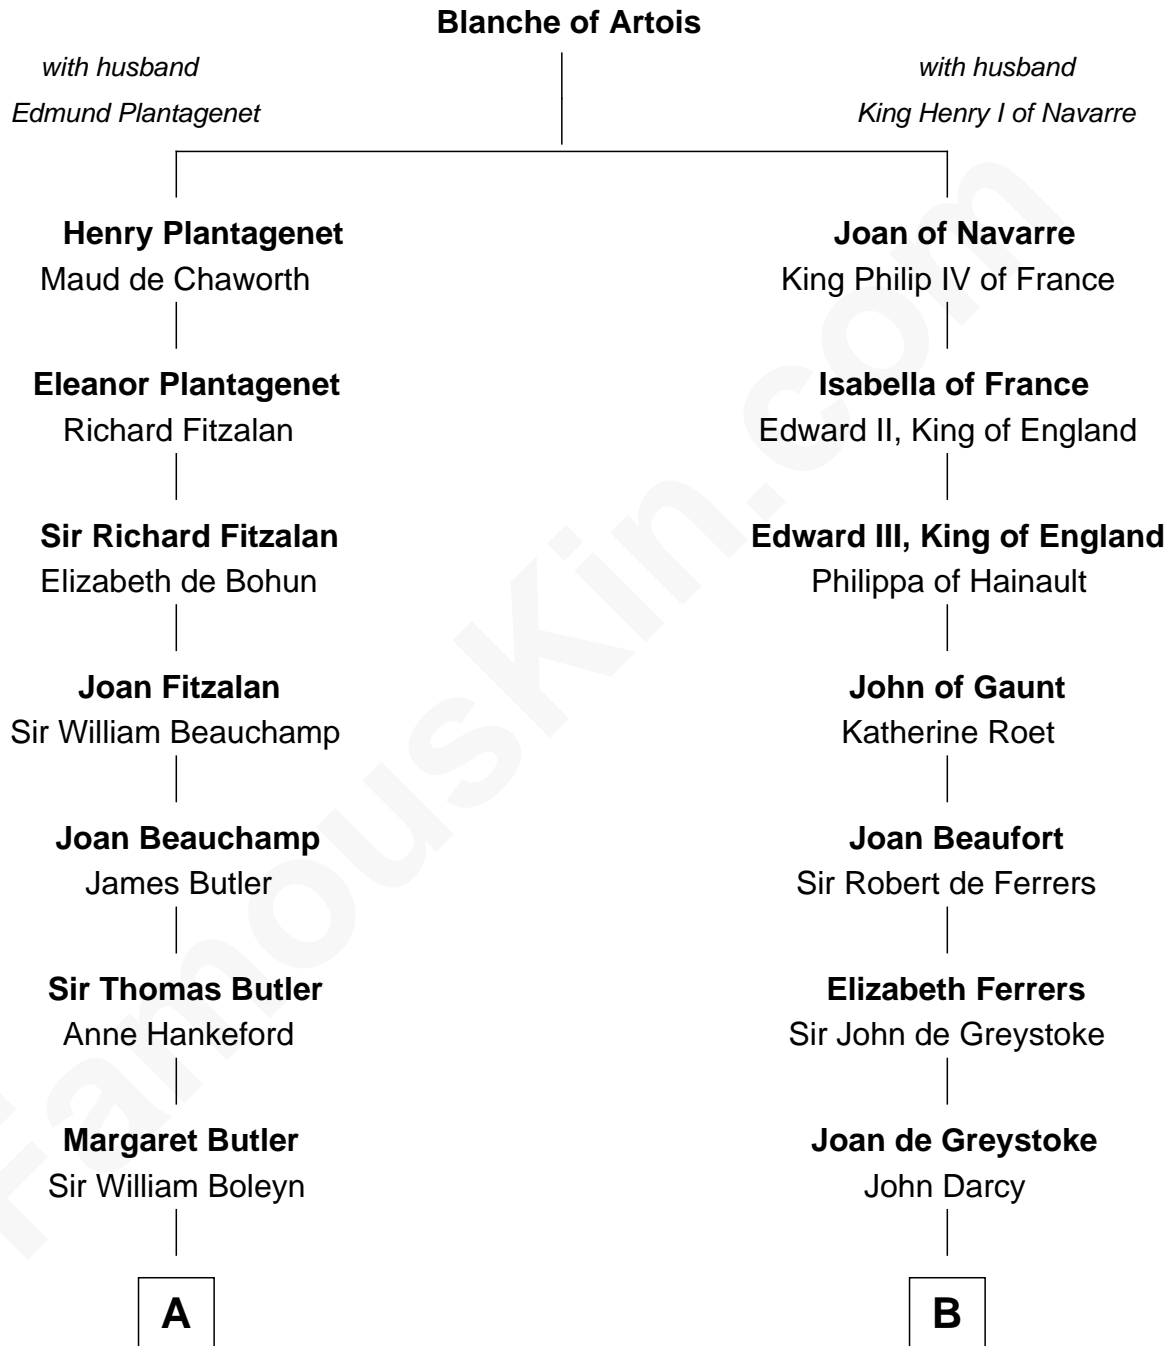 Blanche of Artois
with husband
Edmund Plantagenet
with husband
King Henry I of Navarre
Henry Plantagenet
Maud de Chaworth
Joan of Navarre
King Philip IV of France
Eleanor Plantagenet
Richard Fitzalan
Isabella of France
Edward II, King of England
Sir Richard Fitzalan
Elizabeth de Bohun
Edward III, King of England
Philippa of Hainault
Joan Fitzalan
Sir William Beauchamp
John of Gaunt
Katherine Roet
Joan Beauchamp
James Butler
Joan Beaufort
Sir Robert de Ferrers
Sir Thomas Butler
Anne Hankeford
Elizabeth Ferrers
Sir John de Greystoke
Margaret Butler
Sir William Boleyn
Joan de Greystoke
John Darcy
A
B
FamousKin.com